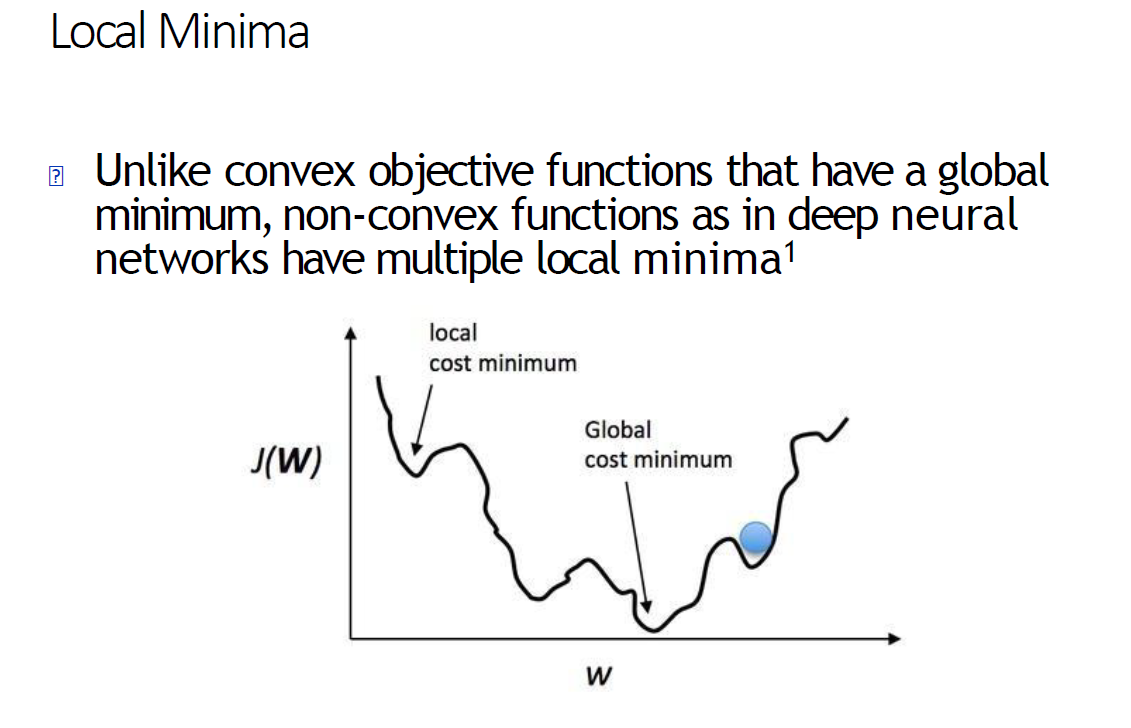 Local Minima
Unlike convex objective functions that have a global
minimum, non-convex functions as in deep neural
networks have multiple local minima¹
local
cost minimum
Global
cost minimum
J(W)
W